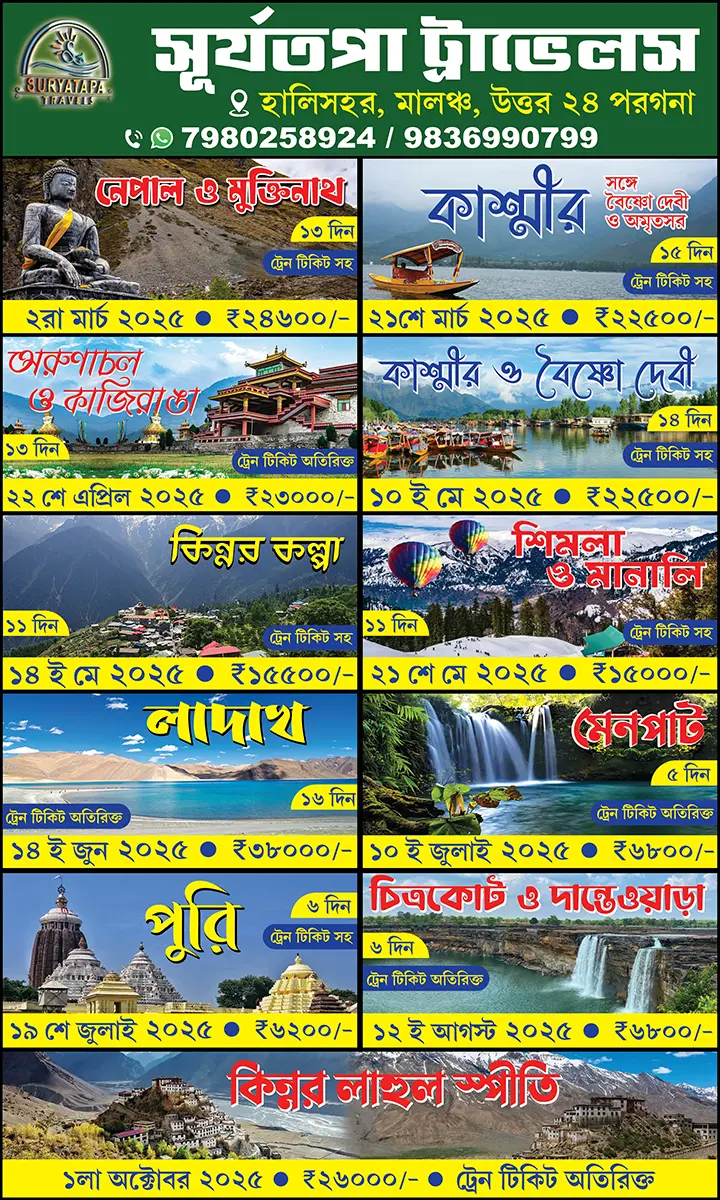 SURYATAPA
TRAVELS
সূর্যতপা ট্রাভেলস
হালিসহর, মালঞ্চ, উত্তর ২৪ পরগনা
7980258924 / 9836990799
নেপাল ও মুক্তিনাথ
১৩ দিন
ট্রেন টিকিট সহ
২রা মার্চ ২০২৫ ● ₹২৪৬০০/-
কাশ্মীর
সঙ্গে
বৈষ্ণো দেবী
ও অমৃতসর
১৫ দিন
ট্রেন টিকিট সহ
২১শে মার্চ ২০২৫ ● ₹২২৫০০/-
অরুণাচল
ও কাজিরাঙা
১৩ দিন
ট্রেন টিকিট অতিরিক্ত
২২ শে এপ্রিল ২০২৫ ● ₹২৩০০০/-
কাশ্মীর ও বৈষ্ণো দেবী
১৪ দিন
ট্রেন টিকিট সহ
১০ ই মে ২০২৫ ● ₹২২৫০০/-
কিন্নর কল্পা
১১ দিন
ট্রেন টিকিট সহ
১৪ ই মে ২০২৫ ● ₹১৫৫০০/-
শিমলা
ও মানালি
১১ দিন
ট্রেন টিকিট সহ
২১ শে মে ২০২৫ ● ₹১৫০০০/-
লাদাখ
১৬ দিন
ট্রেন টিকিট অতিরিক্ত
১৪ ই জুন ২০২৫ ● ₹৩৮০০০/-
মেনপাট
৫ দিন
ট্রেন টিকিট অতিরিক্ত
১০ ই জুলাই ২০২৫ ● ₹৬৮০০/-
পুরি
৬ দিন
ট্রেন টিকিট সহ
১৯ শে জুলাই ২০২৫ ● ₹৬২০০/-
চিত্রকোট ও দান্তেওয়াড়া
৬ দিন
ট্রেন টিকিট অতিরিক্ত
১২ ই আগস্ট ২০২৫ ● ₹৬৮০০/-
কিন্নর লাহুল স্পীতি
১লা অক্টোবর ২০২৫ ● ₹২৬০০০/- ● ট্রেন টিকিট অতিরিক্ত